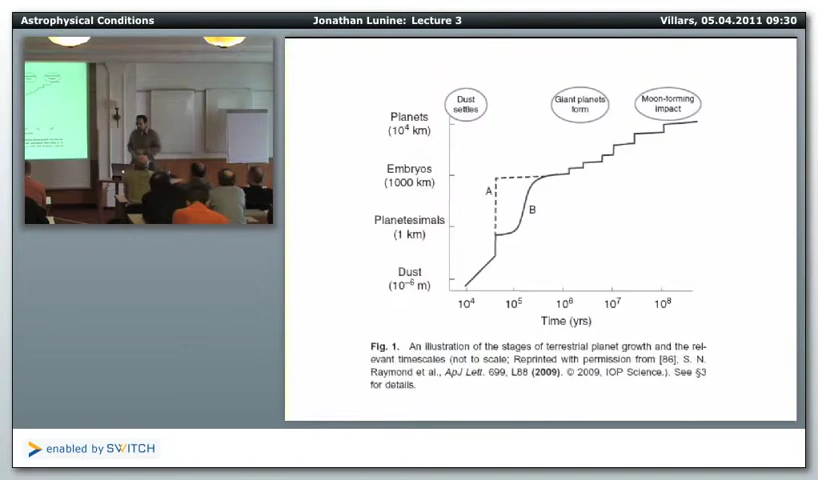 Astrophysical Conditions
Jonathan Lunine: Lecture 3
Villars, 05.04.2011 09:30
Dust
settles
Giant planets
form
Moon-forming
impact
Planets
(10⁴ km)
Embryos
(1000 km)
A
B
Planetesimals
(1 km)
Dust
(10⁻⁶ m)
10⁴ 10⁵ 10⁶ 10⁷ 10⁸
Time (yrs)
Fig. 1. An illustration of the stages of terrestrial planet growth and the rel-
evant timescales (not to scale; Reprinted with permission from [86], S. N.
Raymond et al., ApJ Lett. 699, L88 (2009). © 2009, IOP Science.). See §3
for details.
enabled by SWITCH